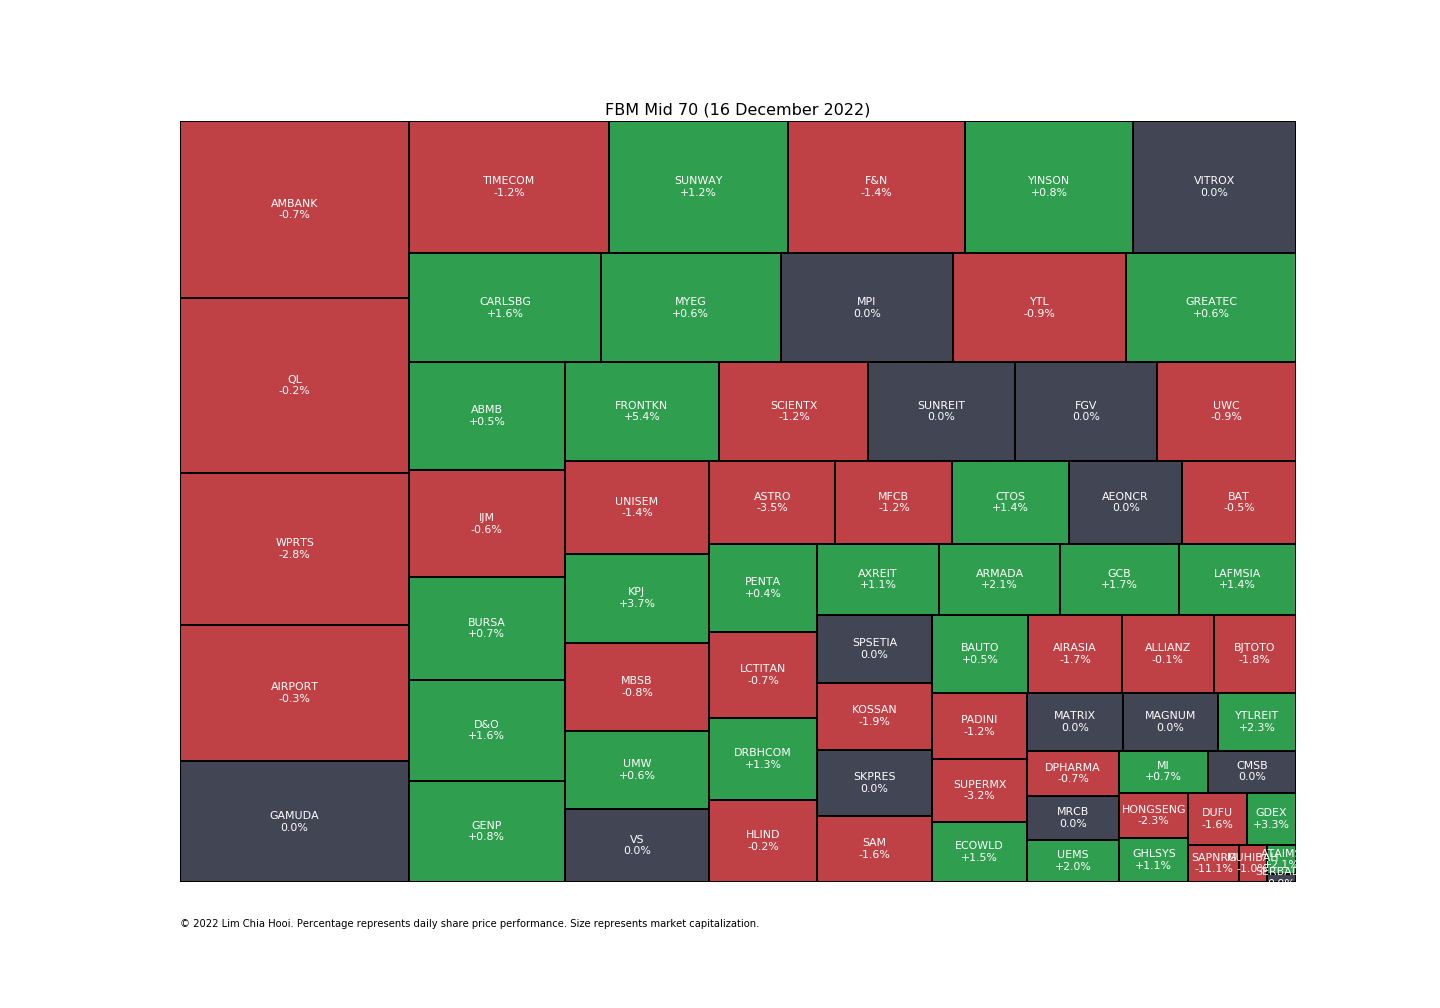 FBM Mid 70 (16 December 2022)
AMBANK
-0.7%
QL
-0.2%
WPRTS
-2.8%
AIRPORT
-0.3%
GAMUDA
0.0%
TIMECOM
-1.2%
SUNWAY
+1.2%
F&N
-1.4%
YINSON
+0.8%
VITROX
0.0%
CARLSBG
+1.6%
MYEG
+0.6%
MPI
0.0%
YTL
-0.9%
GREATEC
+0.6%
ABMB
+0.5%
IJM
-0.6%
BURSA
+0.7%
D&O
+1.6%
GENP
+0.8%
FRONTKN
+5.4%
SCIENTX
-1.2%
SUNREIT
0.0%
FGV
0.0%
UWC
-0.9%
UNISEM
-1.4%
KPJ
+3.7%
MBSB
-0.8%
UMW
+0.6%
VS
0.0%
ASTRO
-3.5%
MFCB
-1.2%
CTOS
+1.4%
AEONCR
0.0%
BAT
-0.5%
PENTA
+0.4%
LCTITAN
-0.7%
DRBHCOM
+1.3%
HLIND
-0.2%
AXREIT
+1.1%
ARMADA
+2.1%
GCB
+1.7%
LAFMSIA
+1.4%
SPSETIA
0.0%
KOSSAN
-1.9%
SKPRES
0.0%
SAM
-1.6%
BAUTO
+0.5%
AIRASIA
-1.7%
ALLIANZ
-0.1%
BJTOTO
-1.8%
PADINI
-1.2%
SUPERMX
-3.2%
ECOWLD
+1.5%
MATRIX
0.0%
MAGNUM
0.0%
YTLREIT
+2.3%
DPHARMA
-0.7%
MRCB
0.0%
UEMS
+2.0%
MI
+0.7%
CMSB
0.0%
HONGSENG
-2.3%
GHLSYS
+1.1%
DUFU
-1.6%
GDEX
+3.3%
SAPNRG
-11.1%
MUHIBAH
-1.0%
ATAIMS
+2.1%
SERBADK
0.0%
© 2022 Lim Chia Hooi. Percentage represents daily share price performance. Size represents market capitalization.